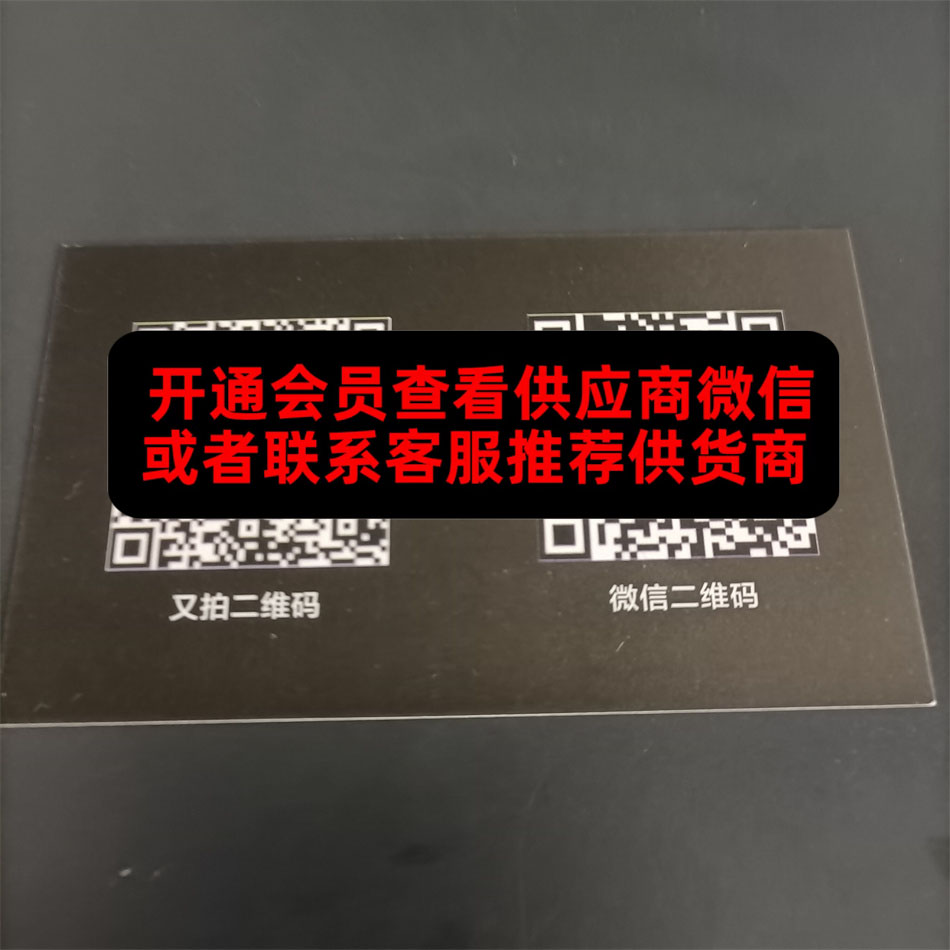 开通会员查看供应商微信
或者联系客服推荐供货商
又拍二维码
微信二维码